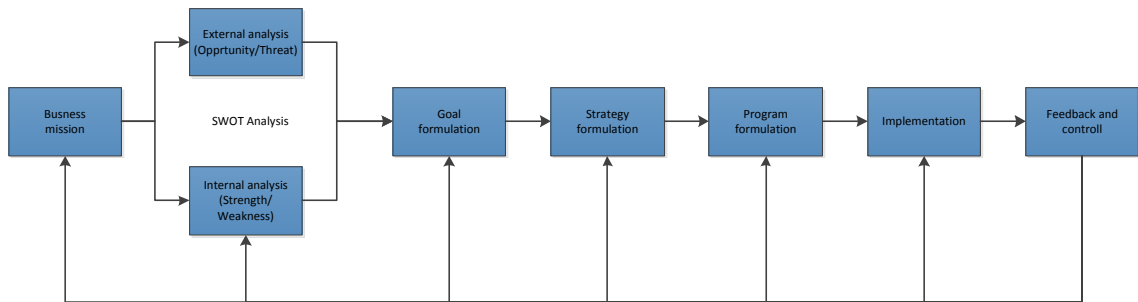 Busness
mission
External analysis
(Opprtunity/Threat)
SWOT Analysis
Internal analysis
(Strength/
Weakness)
Goal
formulation
Strategy
formulation
Program
formulation
Implementation
Feedback and
controll